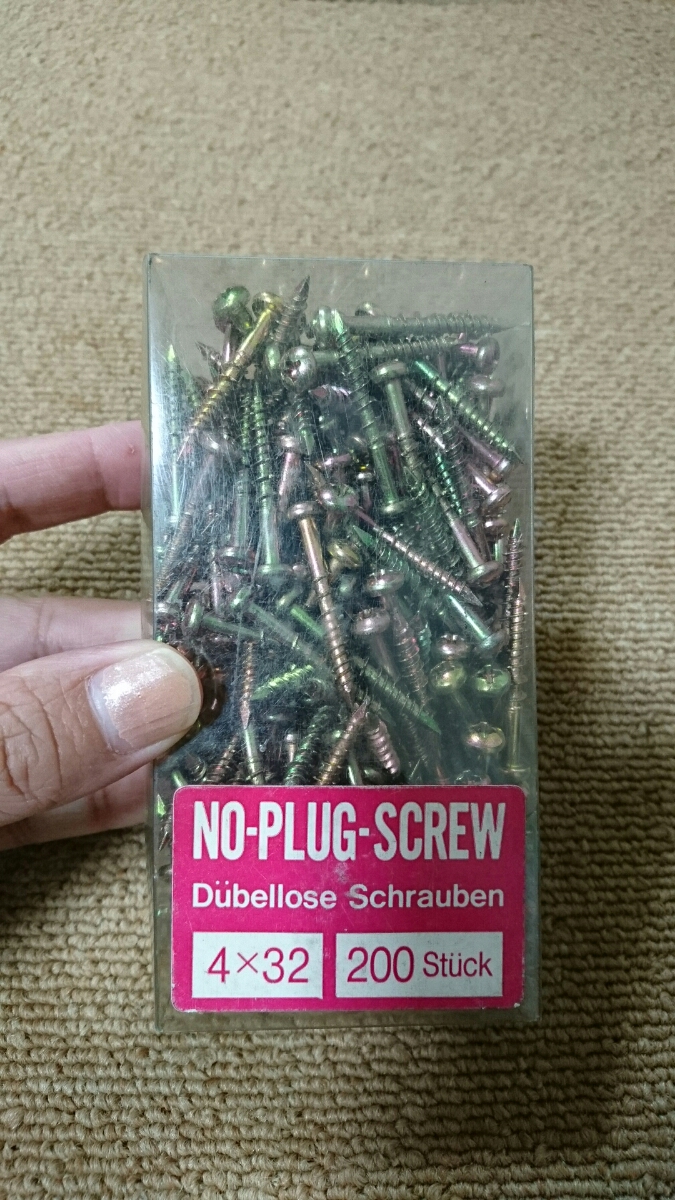 NO-PLUG-SCREW
Dübellose Schrauben
4×32 200 Stück